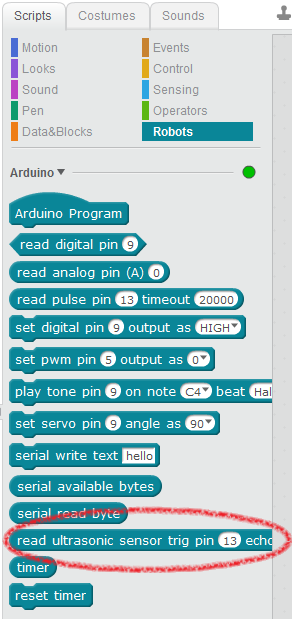 Scripts Costumes Sounds
Motion Events
Looks Control
Sound Sensing
Pen Operators
Data&Blocks Robots
Arduino
Arduino Program
read digital pin 9
read analog pin (A) 0
read pulse pin 13 timeout 20000
set digital pin 9 output as HIGH
set pwm pin 5 output as 0
play tone pin 9 on note C4 beat Hal
set servo pin 9 angle as 90
serial write text hello
serial available bytes
serial read byte
read ultrasonic sensor trig pin 13 echo
timer
reset timer